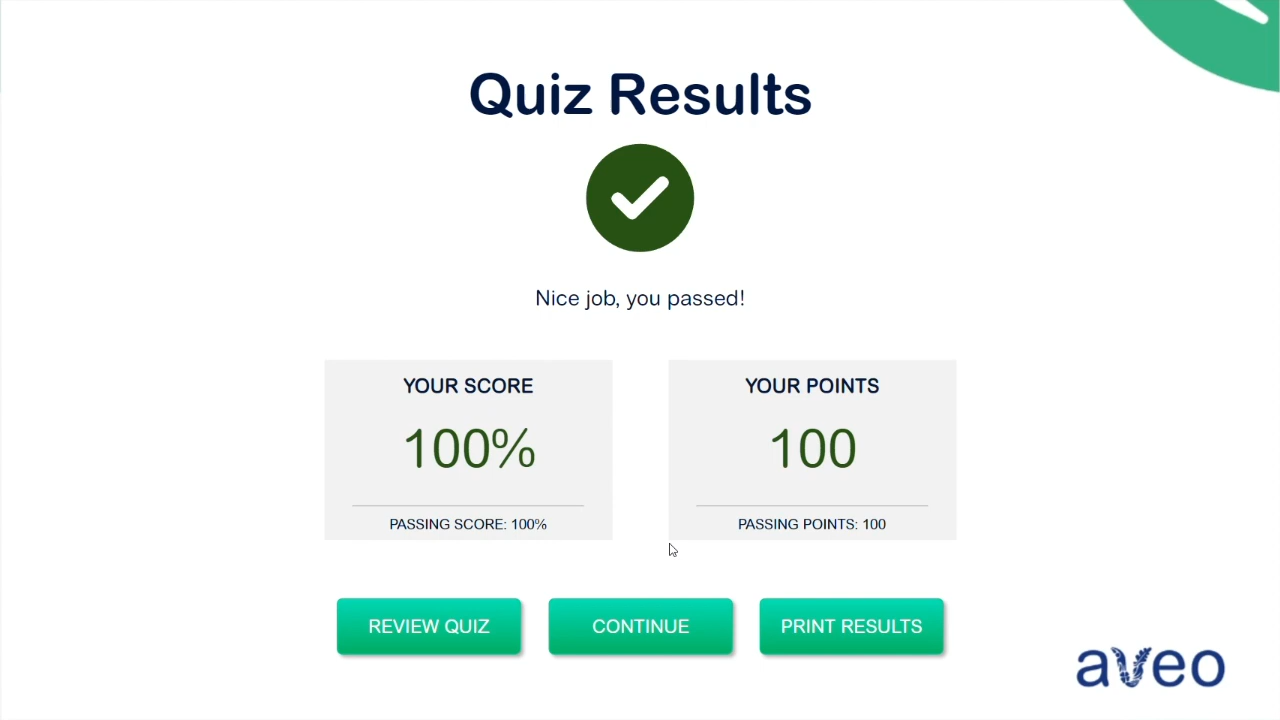 Quiz Results
Nice job, you passed!
YOUR SCORE
100%
PASSING SCORE: 100%
YOUR POINTS
100
PASSING POINTS: 100
REVIEW QUIZ
CONTINUE
PRINT RESULTS
aveo